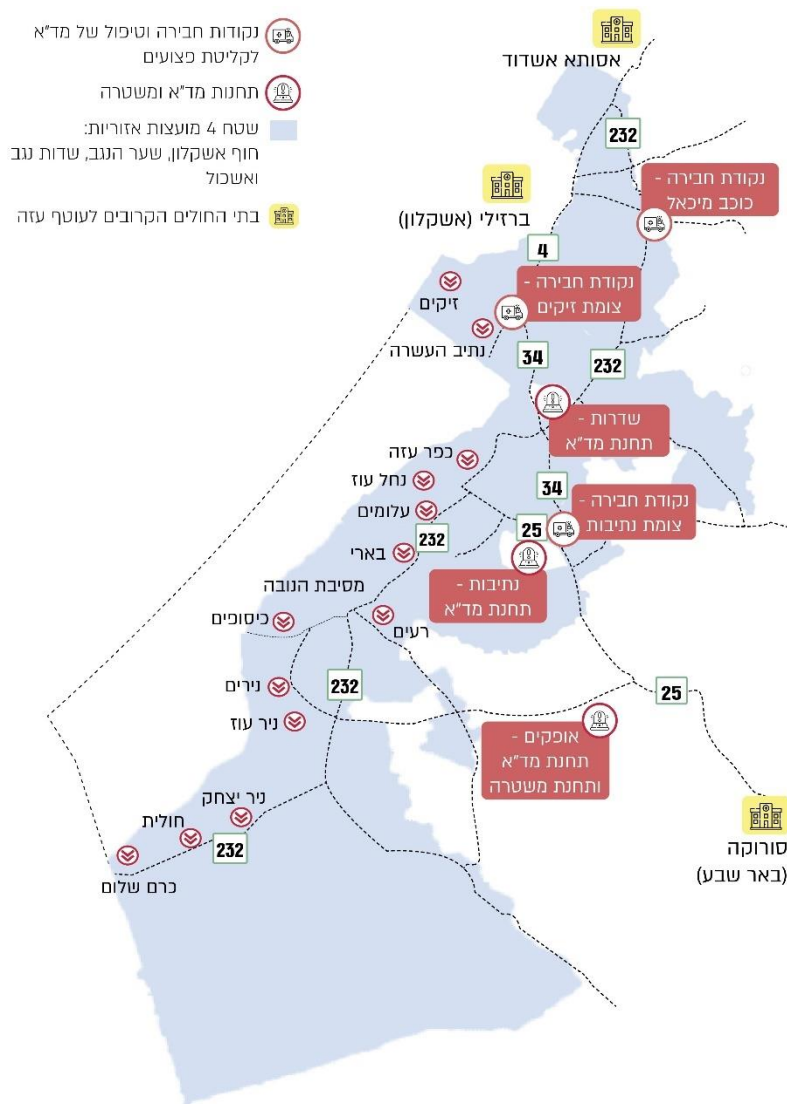 נקודות חבירה וטיפול של מד"א
לקליטת פצועים
תחנות מד"א ומשטרה
שטח 4 מועצות אזוריות:
חוף אשקלון, שער הנגב, שדות נגב
ואשכול
בתי החולים הקרובים לעוטף עזה
אסותא אשדוד
232
נקודת חבירה -
כוכב מיכאל
ברזילי (אשקלון)
4
נקודת חבירה -
צומת זיקים
זיקים
נתיב העשרה
34
232
שדרות -
תחנת מד"א
כפר עזה
נחל עוז
34
נקודת חבירה -
צומת נתיבות
עלומים
25
232
בארי
נתיבות -
תחנת מד"א
מסיבת הנובה
כיסופים
רעים
נירים
232
25
ניר עוז
אופקים -
תחנת מד"א
ותחנת משטרה
ניר יצחק
חולית
232
כרם שלום
סורוקה
(באר שבע)